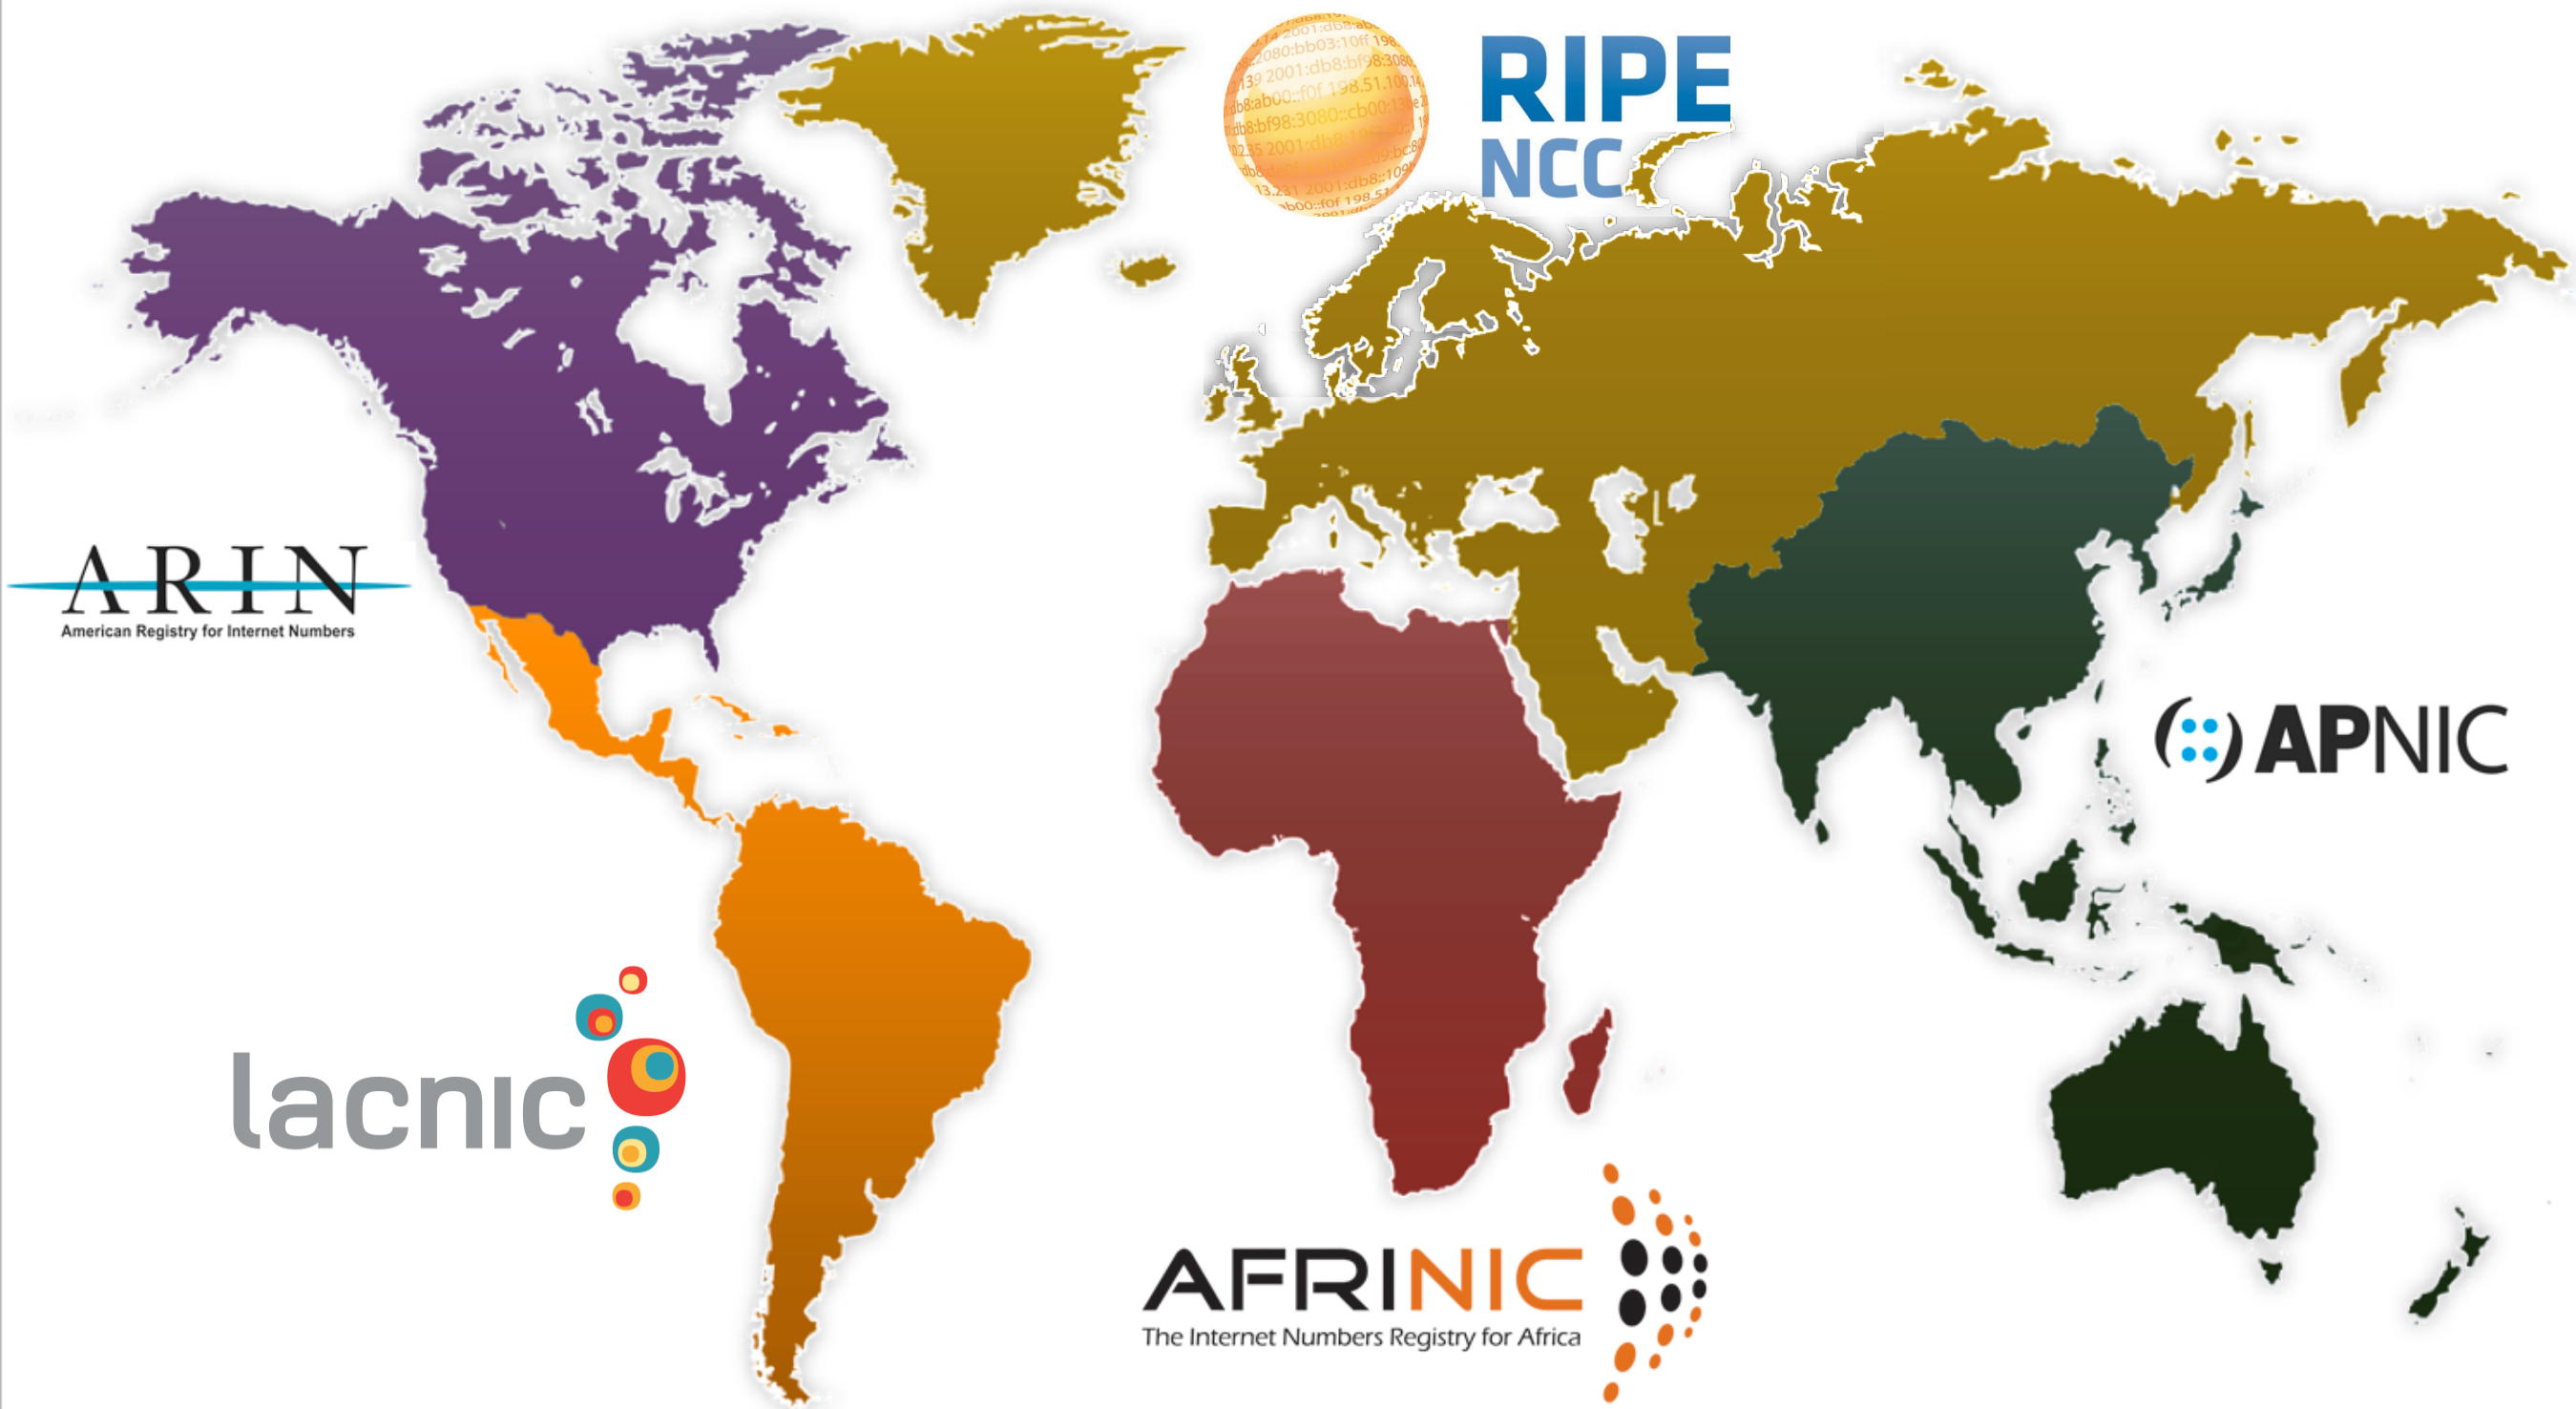 RIPE
NCC
ARIN
American Registry for Internet Numbers
APNIC
lacnic
AFRINIC
The Internet Numbers Registry for Africa